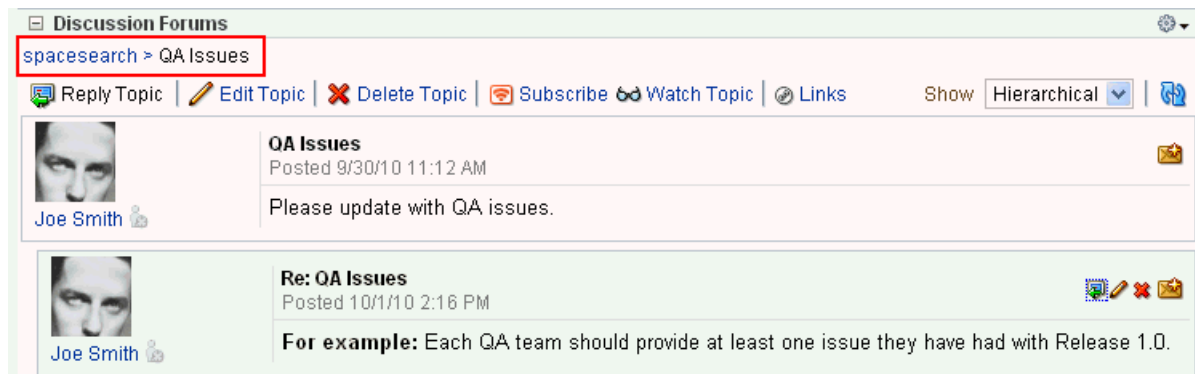 Discussion Forums
spacesearch > QA Issues
Reply Topic | Edit Topic | Delete Topic | Subscribe Watch Topic | Links Show Hierarchical
QA Issues
Posted 9/30/10 11:12 AM
Please update with QA issues.
Joe Smith
Re: QA Issues
Posted 10/1/10 2:16 PM
For example: Each QA team should provide at least one issue they have had with Release 1.0.
Joe Smith